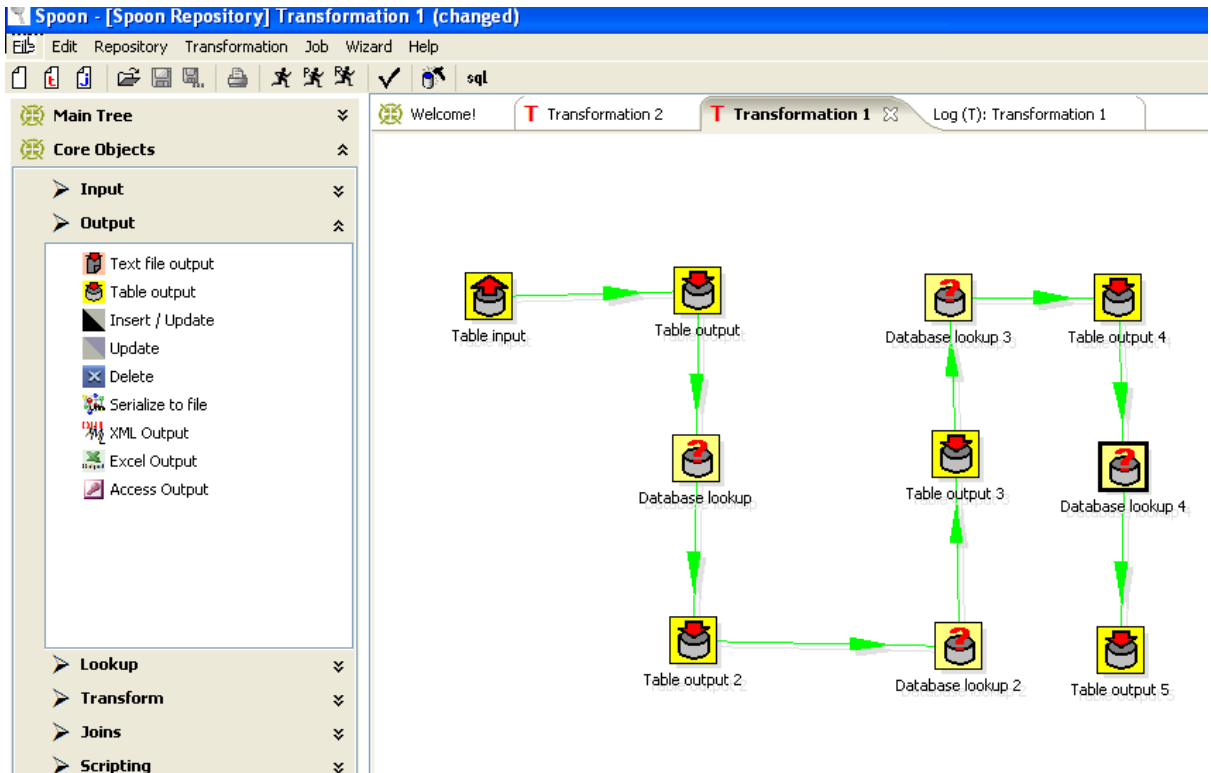 Spoon - [Spoon Repository] Transformation 1 (changed)
File Edit Repository Transformation Job Wizard Help
sql
Main Tree
Core Objects
Input
Output
Text file output
Table output
Insert / Update
Update
Delete
Serialize to file
XML Output
Excel Output
Access Output
Lookup
Transform
Joins
Scripting
Welcome! T Transformation 2 T Transformation 1 Log (T): Transformation 1
Table input
Table output
Database lookup 3
Table output 4
Database lookup
Table output 3
Database lookup 4
Table output 2
Database lookup 2
Table output 5